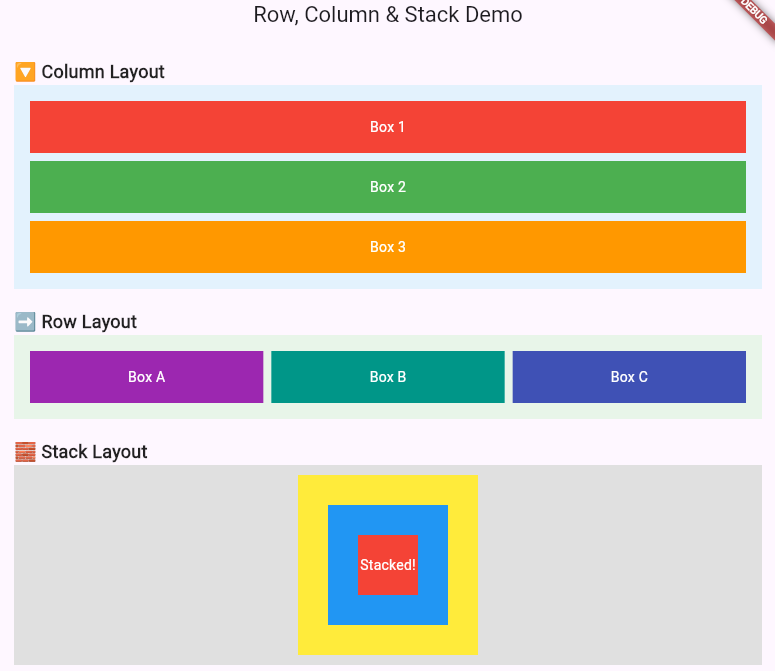 Row, Column & Stack Demo
DEBUG
🔽 Column Layout
Box 1
Box 2
Box 3
➡️ Row Layout
Box A
Box B
Box C
🧱 Stack Layout
Stacked!